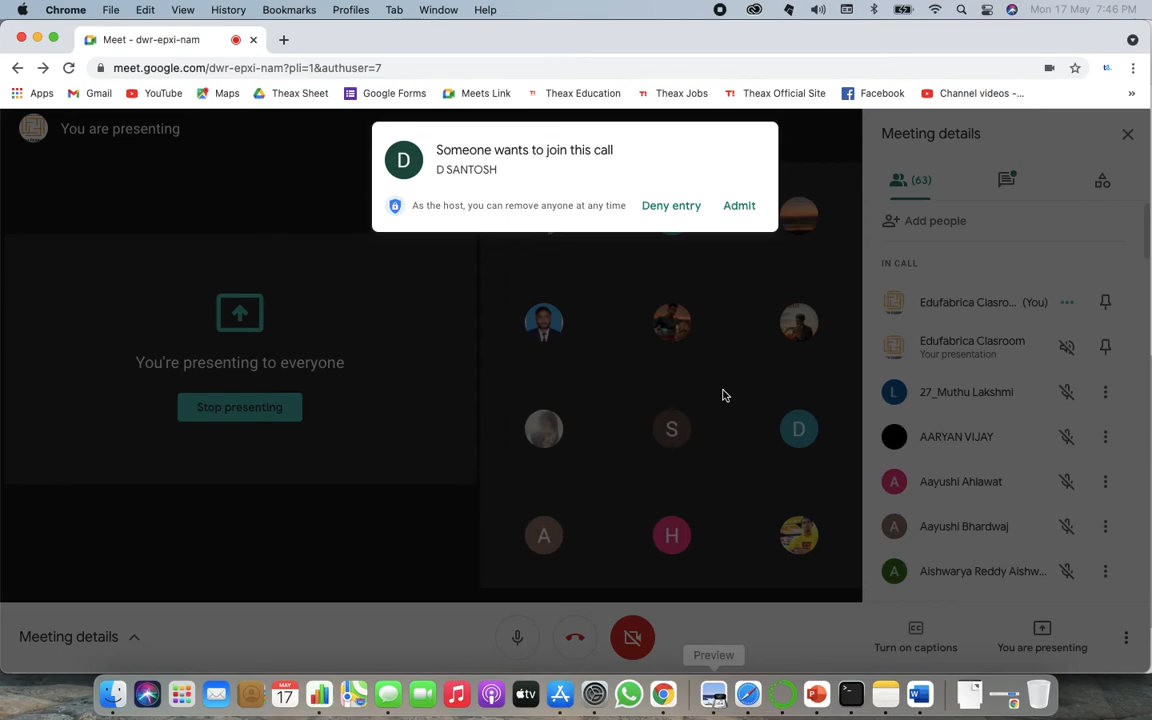 Chrome File Edit View History Bookmarks Profiles Tab Window Help Mon 17 May 7:46 PM
Meet - dwr-epxi-nam
meet.google.com/dwr-epxi-nam?pli=1&authuser=7
Apps Gmail YouTube Maps Theax Sheet Google Forms Meets Link Theax Education Theax Jobs Theax Official Site Facebook Channel videos -...
You are presenting
Someone wants to join this call
D
D SANTOSH
As the host, you can remove anyone at any time Deny entry Admit
Meeting details
(63)
Add people
IN CALL
Edufabrica Clasro... (You)
You're presenting to everyone
Stop presenting
Edufabrica Clasroom
Your presentation
L 27_Muthu Lakshmi
S D
AARYAN VIJAY
A Aayushi Ahlawat
A H
A Aayushi Bhardwaj
A Aishwarya Reddy Aishw...
Meeting details
CC
Turn on captions
You are presenting
Preview
MAY
17
tv
P
W